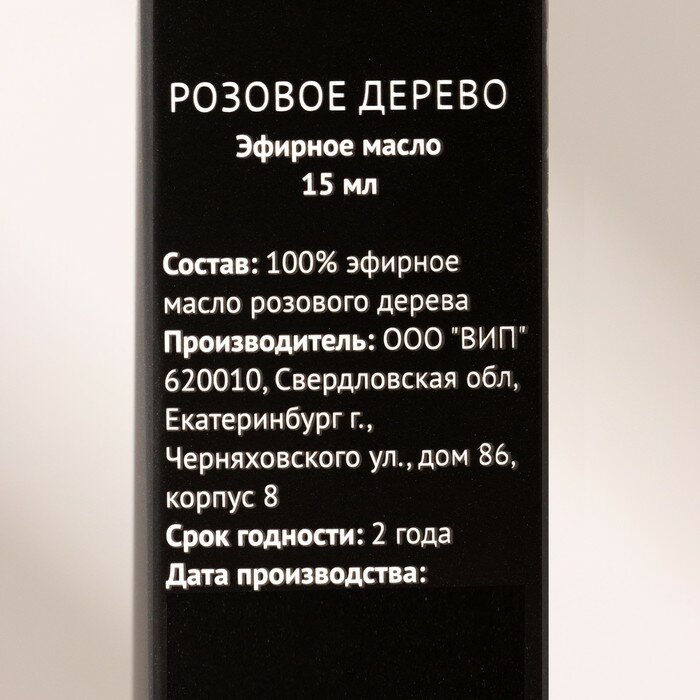 РОЗОВОЕ ДЕРЕВО
Эфирное масло
15 мл
Состав: 100% эфирное
масло розового дерева
Производитель: ООО "ВИП"
620010, Свердловская обл,
Екатеринбург г.,
Черняховского ул., дом 86,
корпус 8
Срок годности: 2 года
Дата производства: